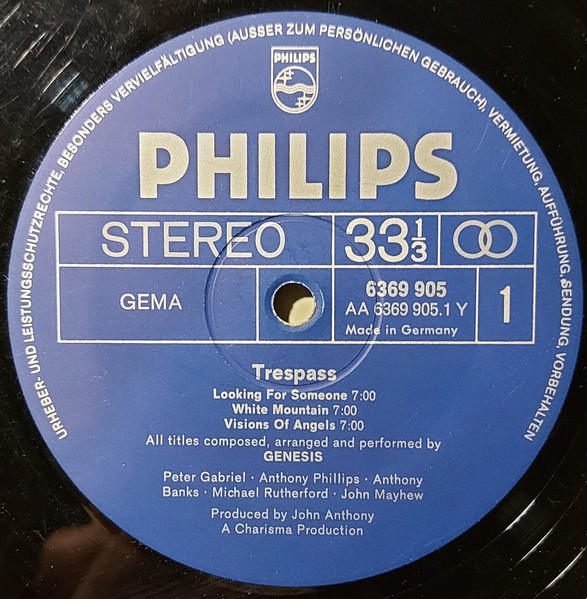 URHEBER- UND LEISTUNGSSCHUTZRECHTE, BESONDERS VERVIELFÄLTIGUNG (AUSSER ZUM PERSÖNLICHEN GEBRAUCH), VERMIETUNG, AUFFÜHRUNG, SENDUNG, VORBEHALTEN
PHILIPS
PHILIPS
STEREO 33⅓
GEMA 6369 905
AA 6369 905.1 Y 1
Made in Germany
Trespass
Looking For Someone 7:00
White Mountain 7:00
Visions Of Angels 7:00
All titles composed, arranged and performed by
GENESIS
Peter Gabriel · Anthony Phillips · Anthony
Banks · Michael Rutherford · John Mayhew
Produced by John Anthony
A Charisma Production